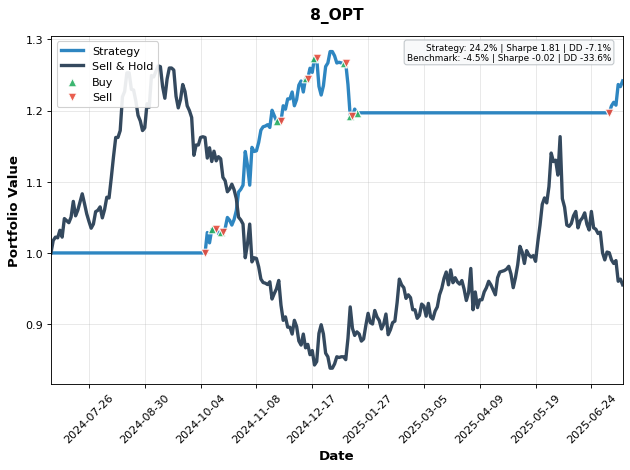 8_OPT
Strategy
Sell & Hold
Buy
Sell
Strategy: 24.2% | Sharpe 1.81 | DD -7.1%
Benchmark: -4.5% | Sharpe -0.02 | DD -33.6%
Portfolio Value
1.3
1.2
1.1
1.0
0.9
2024-07-26
2024-08-30
2024-10-04
2024-11-08
2024-12-17
2025-01-27
2025-03-05
2025-04-09
2025-05-19
2025-06-24
Date